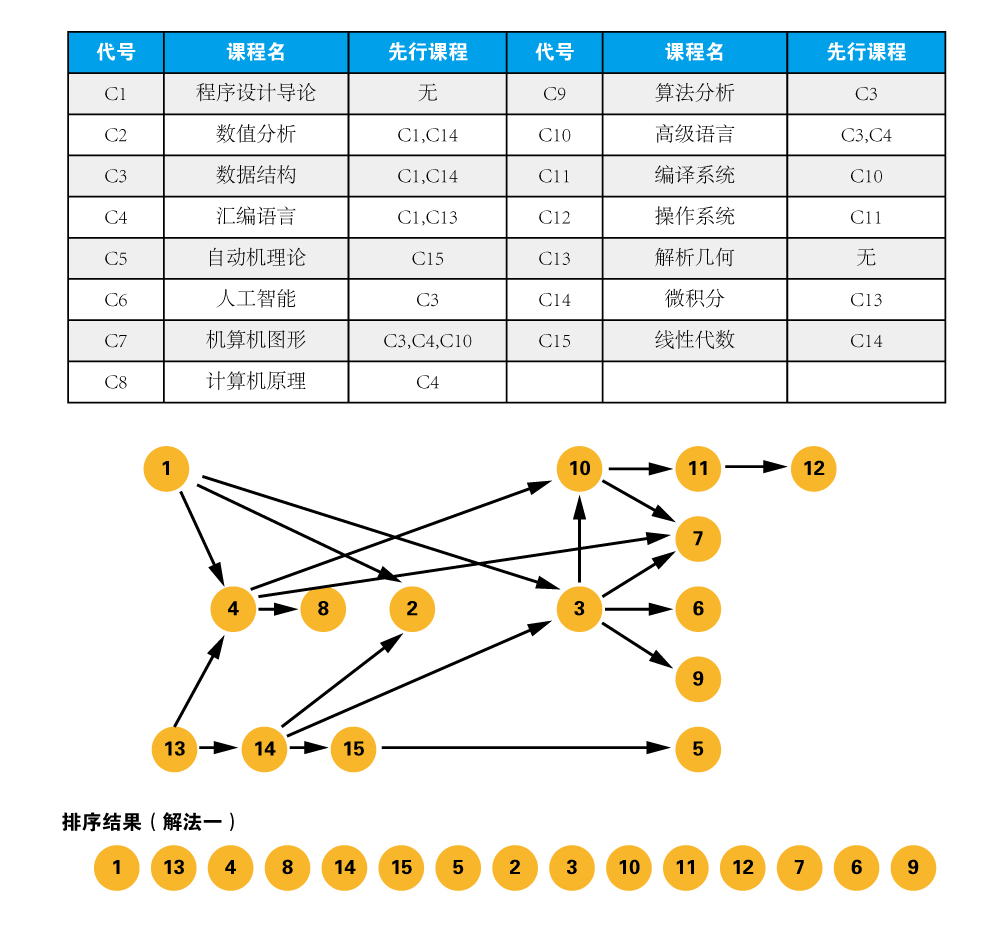 代号 课程名 先行课程 代号 课程名 先行课程
C1 程序设计导论 无 C9 算法分析 C3
C2 数值分析 C1,C14 C10 高级语言 C3,C4
C3 数据结构 C1,C14 C11 编译系统 C10
C4 汇编语言 C1,C13 C12 操作系统 C11
C5 自动机理论 C15 C13 解析几何 无
C6 人工智能 C3 C14 微积分 C13
C7 机算机图形 C3,C4,C10 C15 线性代数 C14
C8 计算机原理 C4
1 10 11 12
7
4 8 2 3 6
9
13 14 15 5
排序结果（解法一）
1 13 4 8 14 15 5 2 3 10 11 12 7 6 9